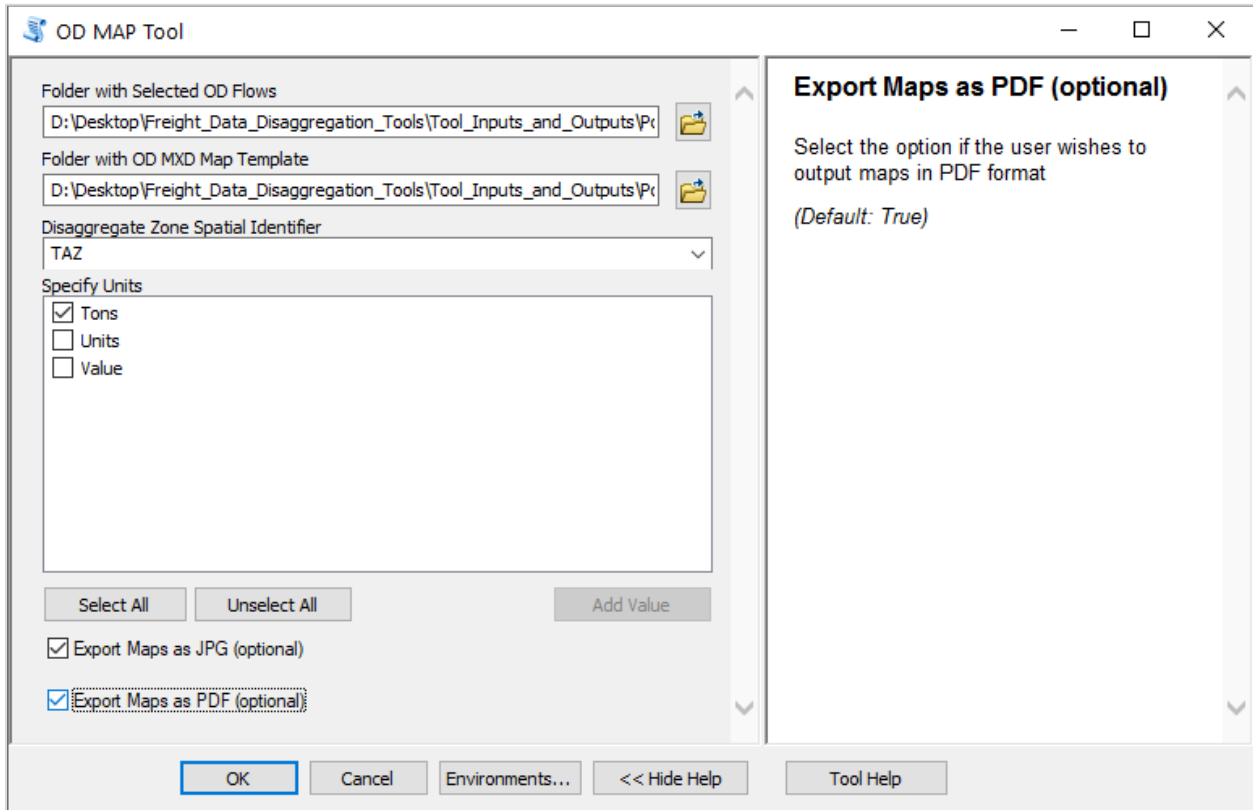 OD MAP Tool
Folder with Selected OD Flows
D:\Desktop\Freight_Data_Disaggregation_Tools\Tool_Inputs_and_Outputs\Po
Folder with OD MXD Map Template
D:\Desktop\Freight_Data_Disaggregation_Tools\Tool_Inputs_and_Outputs\Po
Disaggregate Zone Spatial Identifier
TAZ
Specify Units
Tons
Units
Value
Select All Unselect All Add Value
Export Maps as JPG (optional)
Export Maps as PDF (optional)
Export Maps as PDF (optional)
Select the option if the user wishes to
output maps in PDF format
(Default: True)
OK Cancel Environments... << Hide Help Tool Help